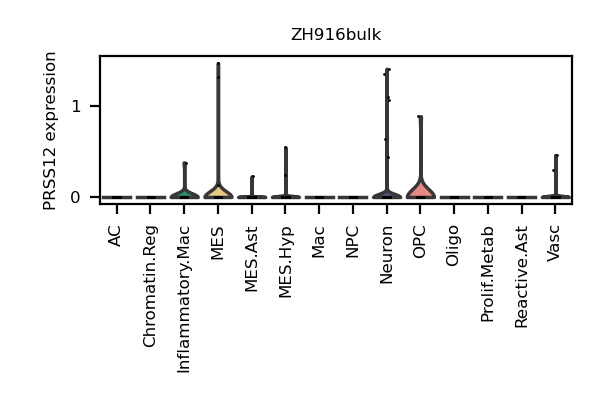 ZH916bulk
PRSS12 expression
1
0
AC
Chromatin.Reg
Inflammatory.Mac
MES
MES.Ast
MES.Hyp
Mac
NPC
Neuron
OPC
Oligo
Prolif.Metab
Reactive.Ast
Vasc